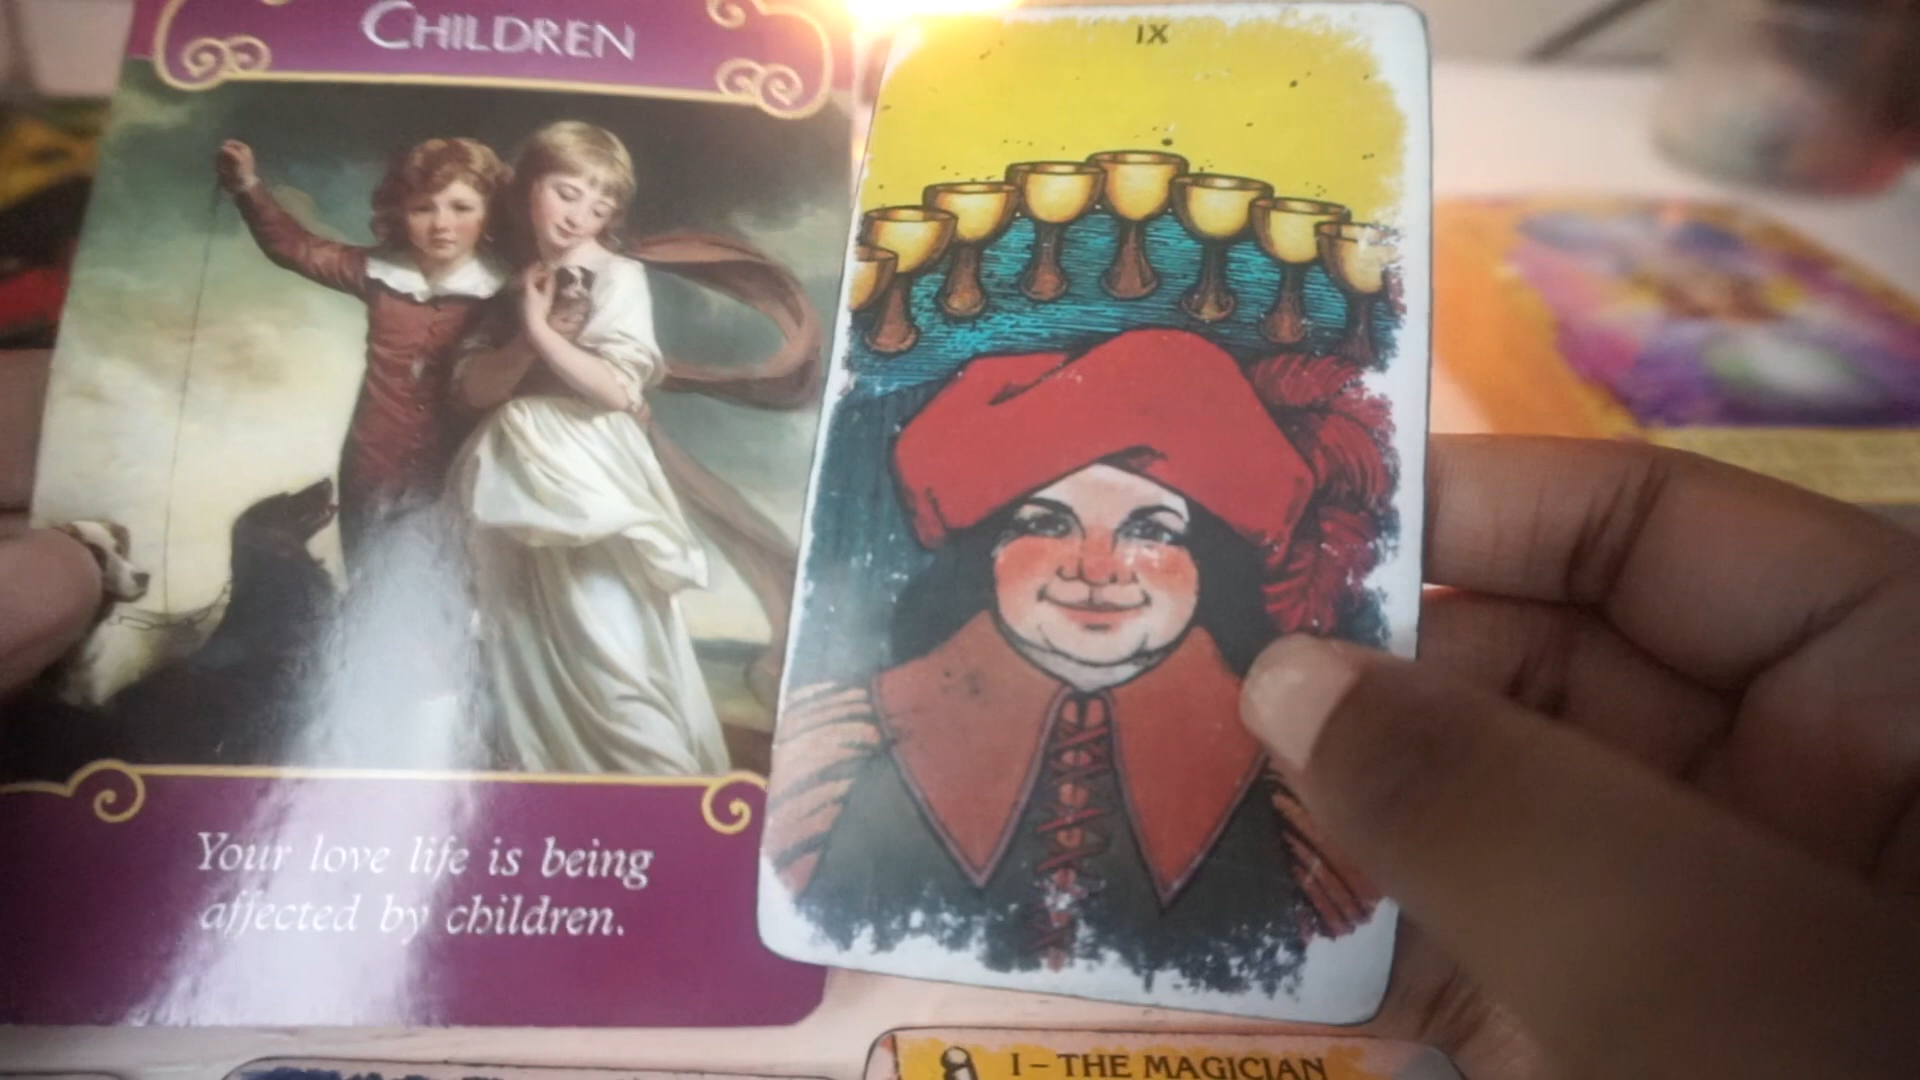 CHILDREN
IX
Your love life is being
affected by children.
I – THE MAGICIAN